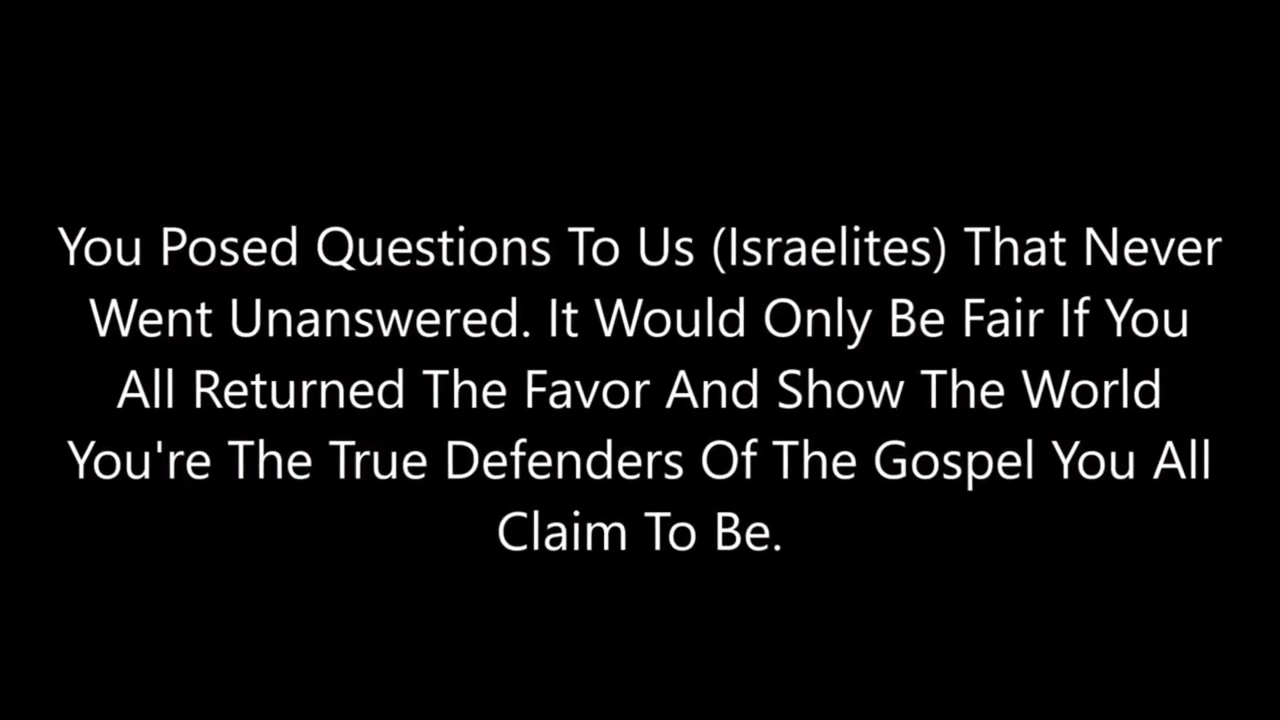 You Posed Questions To Us (Israelites) That Never
Went Unanswered. It Would Only Be Fair If You
All Returned The Favor And Show The World
You're The True Defenders Of The Gospel You All
Claim To Be.